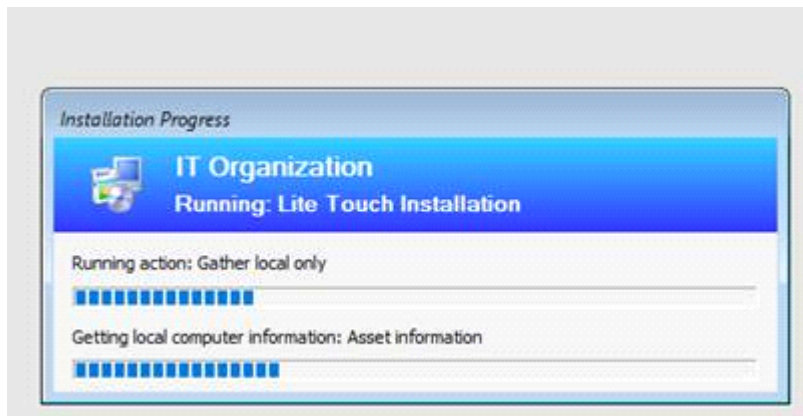 Installation Progress
IT Organization
Running: Lite Touch Installation
Running action: Gather local only
Getting local computer information: Asset information